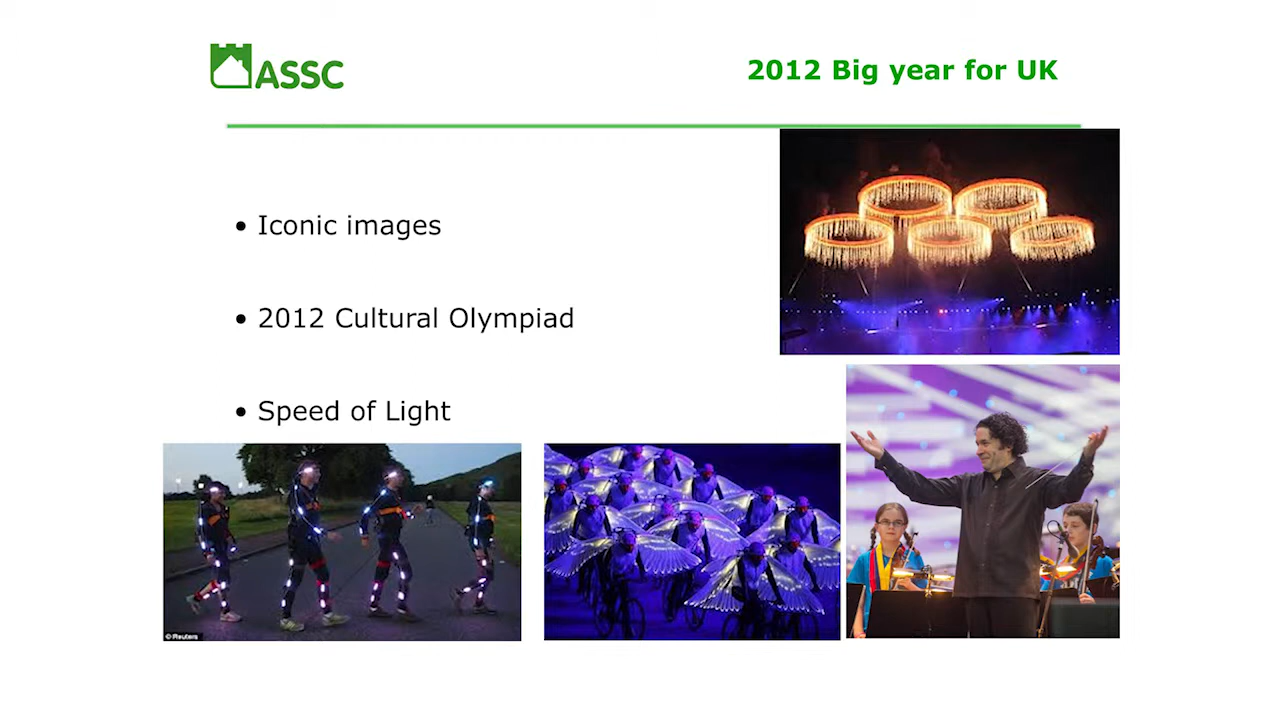 ASSC
2012 Big year for UK
• Iconic images
• 2012 Cultural Olympiad
• Speed of Light
© Reuters